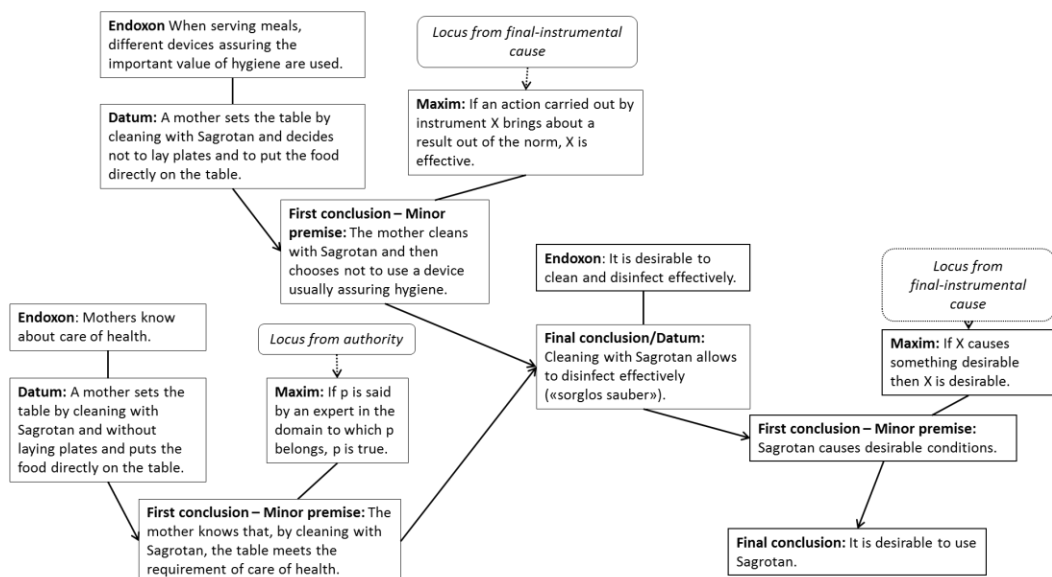 Endoxon When serving meals,
different devices assuring the
important value of hygiene are used.
Locus from final-instrumental
cause
Datum: A mother sets the table by
cleaning with Sagrotan and decides
not to lay plates and to put the food
directly on the table.
Maxim: If an action carried out by
instrument X brings about a
result out of the norm, X is
effective.
First conclusion – Minor
premise: The mother cleans
with Sagrotan and then
chooses not to use a device
usually assuring hygiene.
Endoxon: It is desirable to
clean and disinfect effectively.
Locus from
final-instrumental
cause
Endoxon: Mothers know
about care of health.
Locus from authority
Final conclusion/Datum:
Cleaning with Sagrotan allows
to disinfect effectively
(«sorglos sauber»).
Maxim: If X causes
something desirable
then X is desirable.
Datum: A mother sets the
table by cleaning with
Sagrotan and without
laying plates and puts the
food directly on the table.
Maxim: If p is said
by an expert in the
domain to which p
belongs, p is true.
First conclusion – Minor premise:
Sagrotan causes desirable conditions.
First conclusion – Minor premise: The
mother knows that, by cleaning with
Sagrotan, the table meets the
requirement of care of health.
Final conclusion: It is desirable to use
Sagrotan.